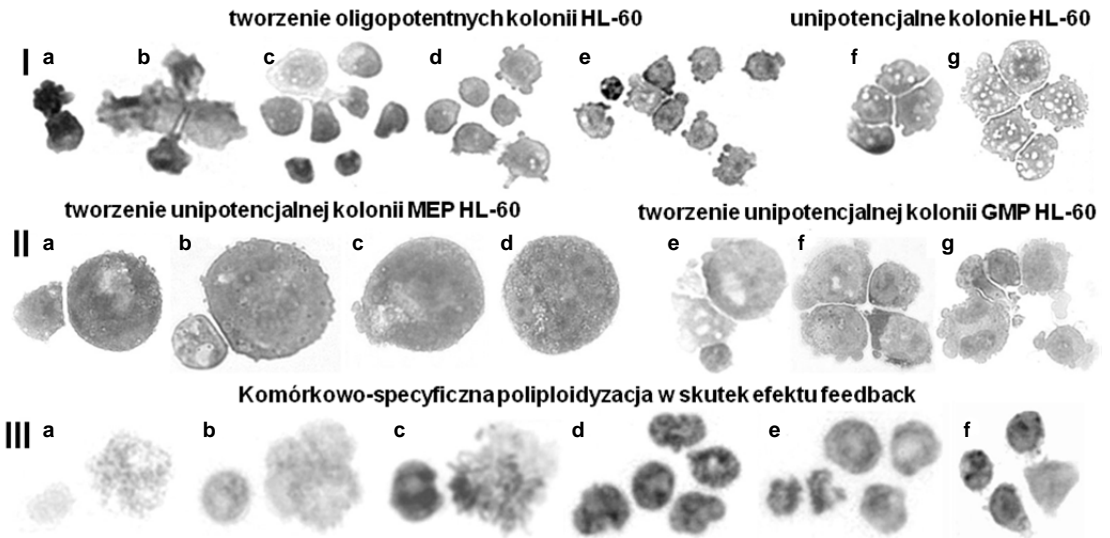 tworzenie oligopotentnych kolonii HL-60 unipotencjalne kolonie HL-60
I a b c d e f g
tworzenie unipotencjalnej kolonii MEP HL-60 tworzenie unipotencjalnej kolonii GMP HL-60
II a b c d e f g
Komórkowo-specyficzna poliploidyzacja w skutek efektu feedback
III a b c d e f